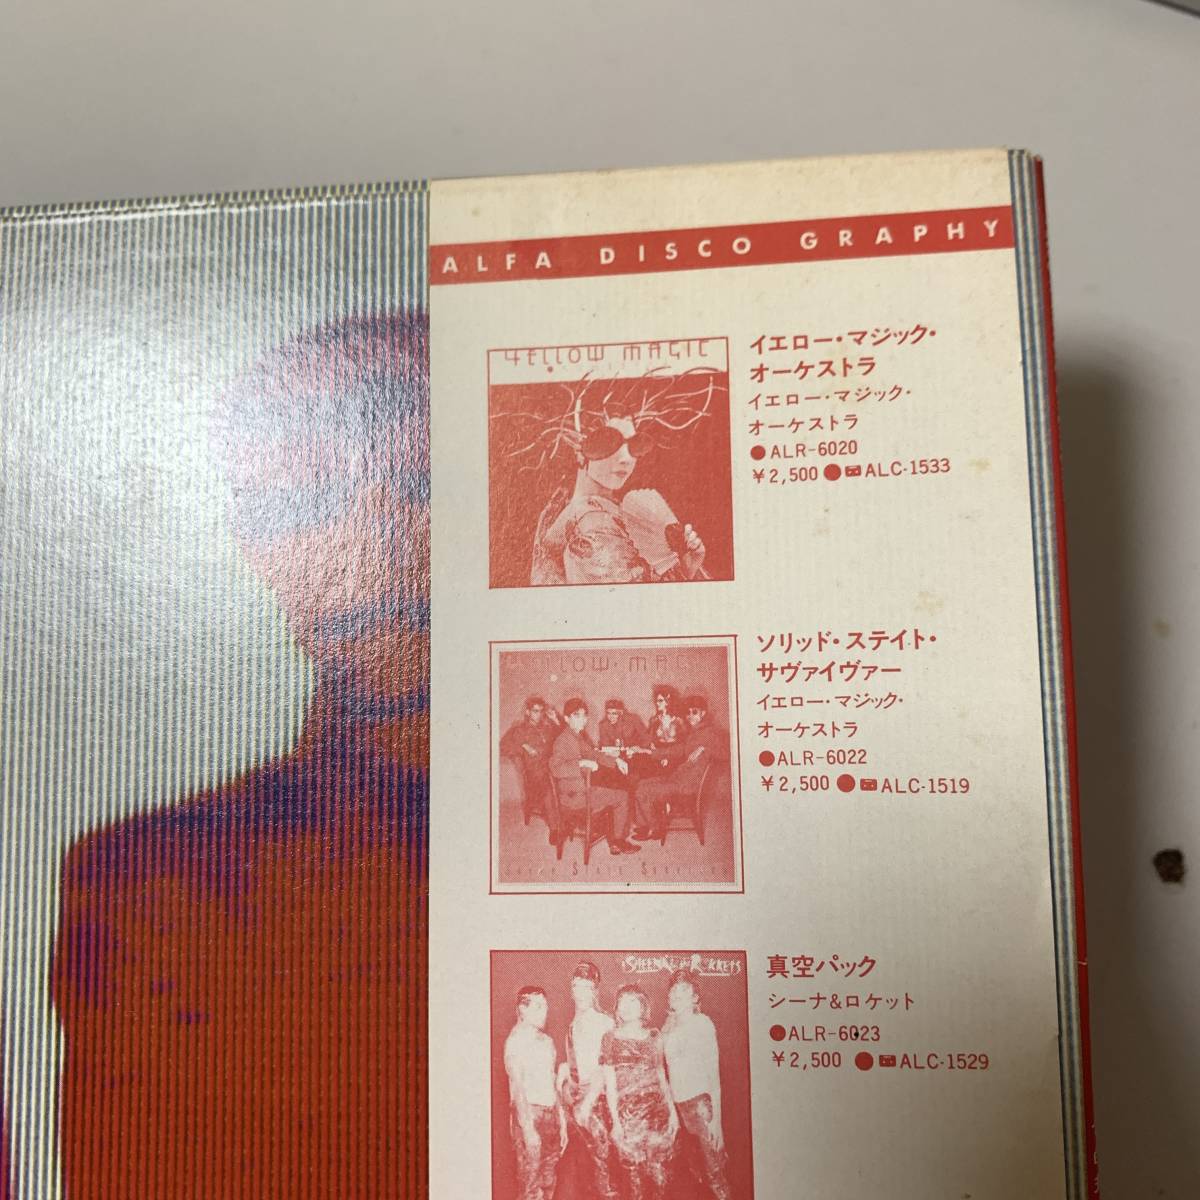 ALFA DISCO GRAPHY
YELLOW MAGIC
イエロー・マジック・
オーケストラ
イエロー・マジック・
オーケストラ
●ALR-6020
¥2,500 ● ALC-1533
ソリッド・ステイト・
サヴァイヴァー
イエロー・マジック・
オーケストラ
●ALR-6022
¥2,500 ● ALC-1519
SHEENA & THE ROKKETS
真空パック
シーナ&ロケット
●ALR-6023
¥2,500 ● ALC-1529